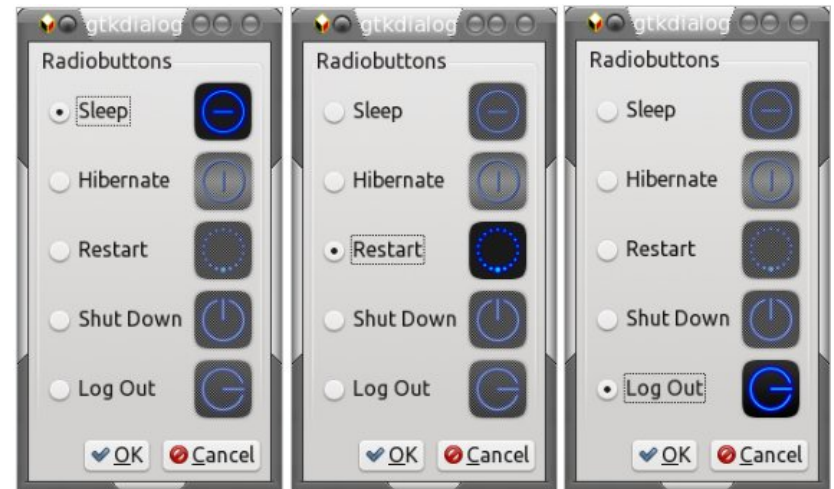 gtkdialog
Radiobuttons
Sleep
Hibernate
Restart
Shut Down
Log Out
OK
Cancel
gtkdialog
Radiobuttons
Sleep
Hibernate
Restart
Shut Down
Log Out
OK
Cancel
gtkdialog
Radiobuttons
Sleep
Hibernate
Restart
Shut Down
Log Out
OK
Cancel